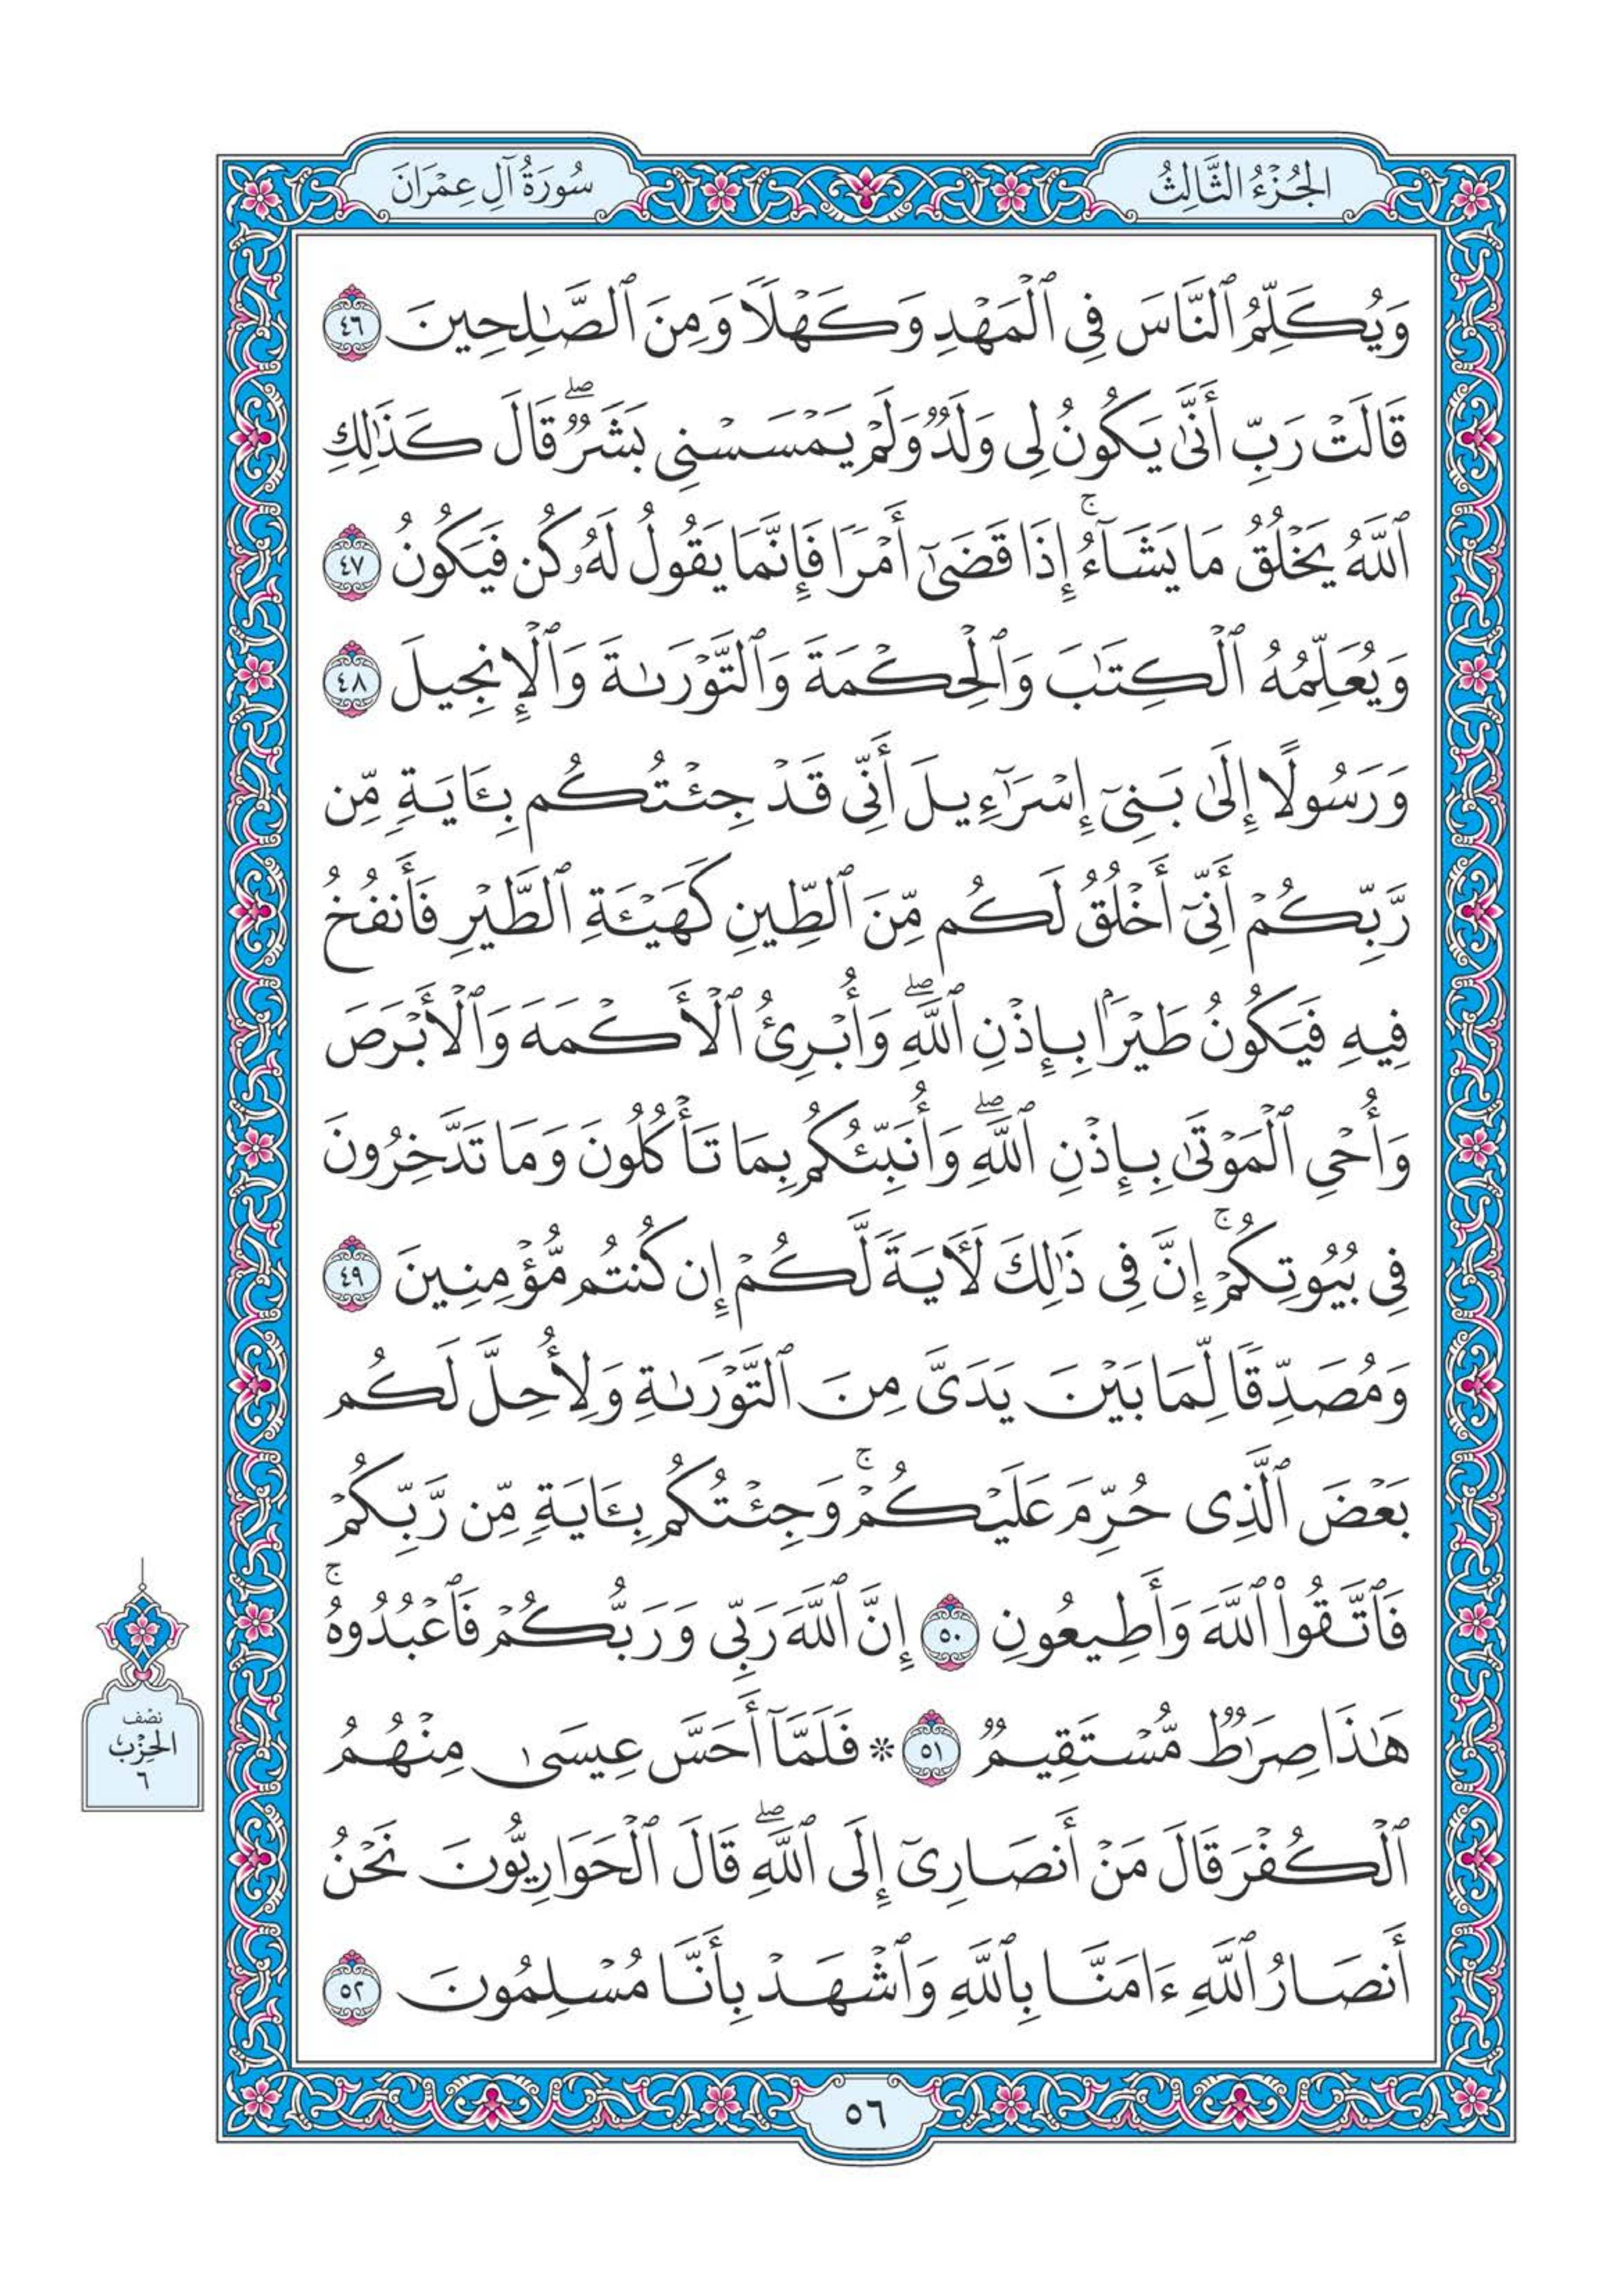 الجُزْءُ الثَّالِثُ
سُورَةُ آلِ عِمْرَانَ
وَيُكَلِّمُ ٱلنَّاسَ فِي ٱلْمَهْدِ وَكَهْلًا وَمِنَ ٱلصَّٰلِحِينَ ٤٦
قَالَتْ رَبِّ أَنَّىٰ يَكُونُ لِى وَلَدٌ وَلَمْ يَمْسَسْنِى بَشَرٌ ۖ قَالَ كَذَٰلِكِ
ٱللَّهُ يَخْلُقُ مَا يَشَآءُ ۚ إِذَا قَضَىٰٓ أَمْرًا فَإِنَّمَا يَقُولُ لَهُۥ كُن فَيَكُونُ ٤٧
وَيُعَلِّمُهُ ٱلْكِتَٰبَ وَٱلْحِكْمَةَ وَٱلتَّوْرَىٰةَ وَٱلْإِنجِيلَ ٤٨
وَرَسُولًا إِلَىٰ بَنِىٓ إِسْرَٰٓءِيلَ أَنِّى قَدْ جِئْتُكُم بِـَٔايَةٍ مِّن
رَّبِّكُمْ أَنِّىٓ أَخْلُقُ لَكُم مِّنَ ٱلطِّينِ كَهَيْـَٔةِ ٱلطَّيْرِ فَأَنفُخُ
فِيهِ فَيَكُونُ طَيْرًۢا بِإِذْنِ ٱللَّهِ ۖ وَأُبْرِئُ ٱلْأَكْمَهَ وَٱلْأَبْرَصَ
وَأُحْىِ ٱلْمَوْتَىٰ بِإِذْنِ ٱللَّهِ ۖ وَأُنَبِّئُكُم بِمَا تَأْكُلُونَ وَمَا تَدَّخِرُونَ
فِى بُيُوتِكُمْ ۚ إِنَّ فِى ذَٰلِكَ لَـَٔايَةً لَّكُمْ إِن كُنتُم مُّؤْمِنِينَ ٤٩
وَمُصَدِّقًا لِّمَا بَيْنَ يَدَىَّ مِنَ ٱلتَّوْرَىٰةِ وَلِأُحِلَّ لَكُم
بَعْضَ ٱلَّذِى حُرِّمَ عَلَيْكُمْ ۚ وَجِئْتُكُم بِـَٔايَةٍ مِّن رَّبِّكُمْ
فَٱتَّقُوا۟ ٱللَّهَ وَأَطِيعُونِ ٥٠ إِنَّ ٱللَّهَ رَبِّى وَرَبُّكُمْ فَٱعْبُدُوهُ ۚ
هَٰذَا صِرَٰطٌ مُّسْتَقِيمٌ ٥١ * فَلَمَّآ أَحَسَّ عِيسَىٰ مِنْهُمُ
ٱلْكُفْرَ قَالَ مَنْ أَنصَارِىٓ إِلَى ٱللَّهِ ۖ قَالَ ٱلْحَوَارِيُّونَ نَحْنُ
أَنصَارُ ٱللَّهِ ءَامَنَّا بِٱللَّهِ وَٱشْهَدْ بِأَنَّا مُسْلِمُونَ ٥٢
نِصْف
الحِزْب
٦
٥٦